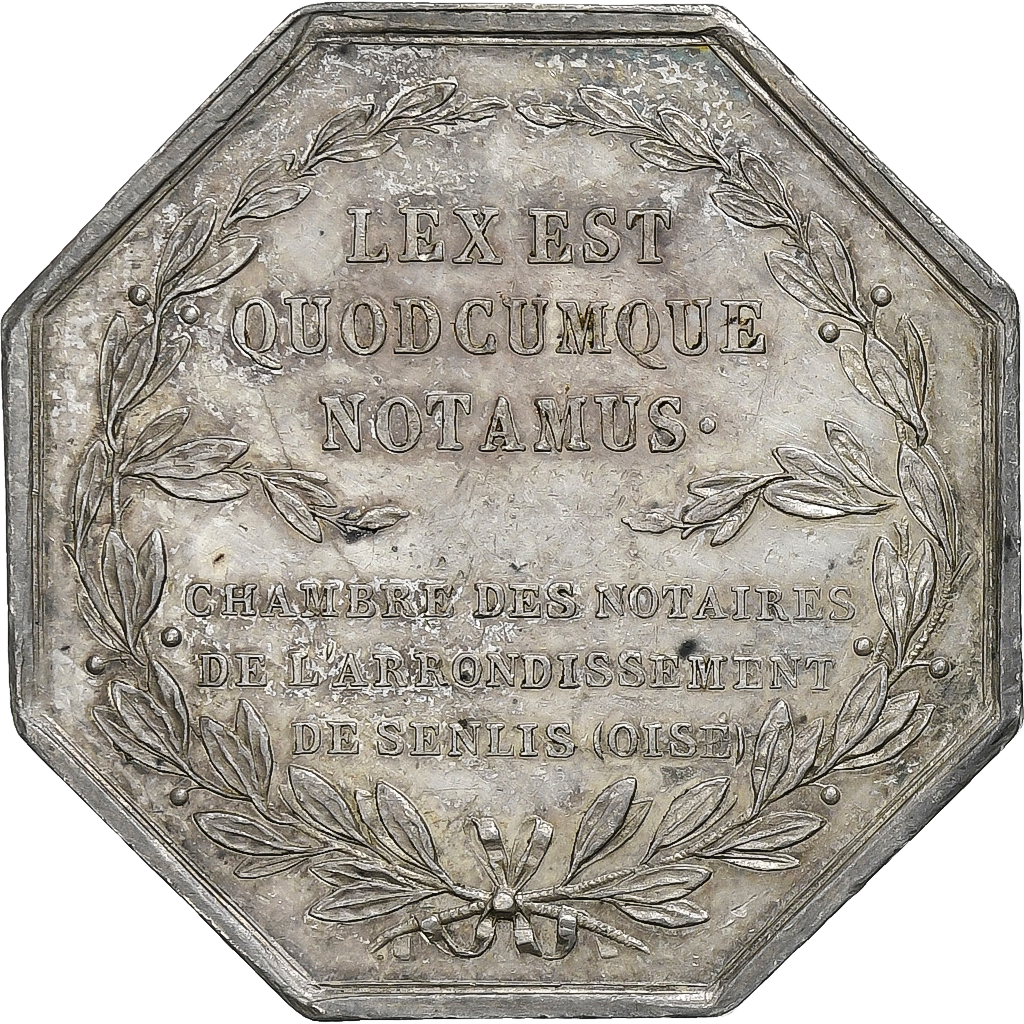 LEX EST
QUODCUMQUE
NOTAMUS·
CHAMBRE DES NOTAIRES
DE L'ARRONDISSEMENT
DE SENLIS (OISE)